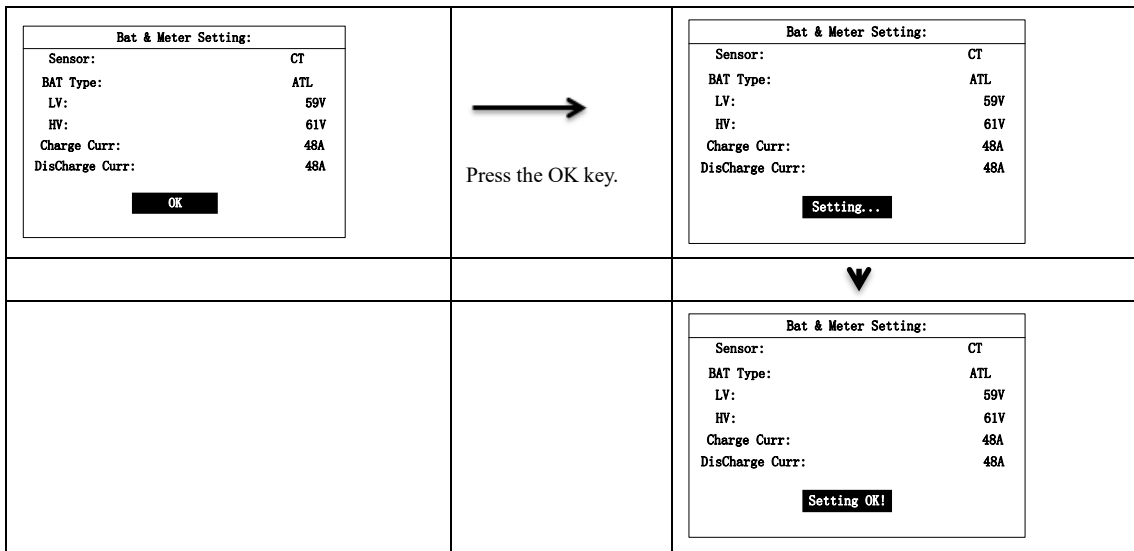 Bat & Meter Setting:
Sensor: CT
BAT Type: ATL
LV: 59V
HV: 61V
Charge Curr: 48A
DisCharge Curr: 48A
OK
Press the OK key.
Bat & Meter Setting:
Sensor: CT
BAT Type: ATL
LV: 59V
HV: 61V
Charge Curr: 48A
DisCharge Curr: 48A
Setting...
Bat & Meter Setting:
Sensor: CT
BAT Type: ATL
LV: 59V
HV: 61V
Charge Curr: 48A
DisCharge Curr: 48A
Setting OK!